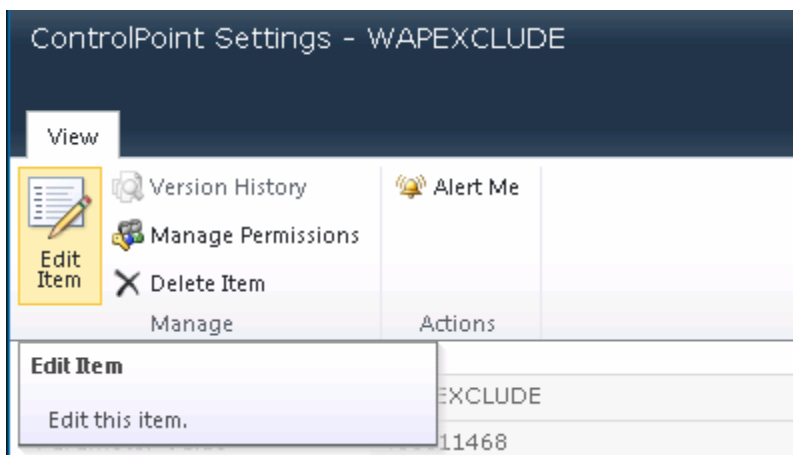 ControlPoint Settings - WAPEXCLUDE
View
Edit Item
Version History
Manage Permissions
Delete Item
Manage
Alert Me
Actions
Edit Item
Edit this item.
EXCLUDE
11468